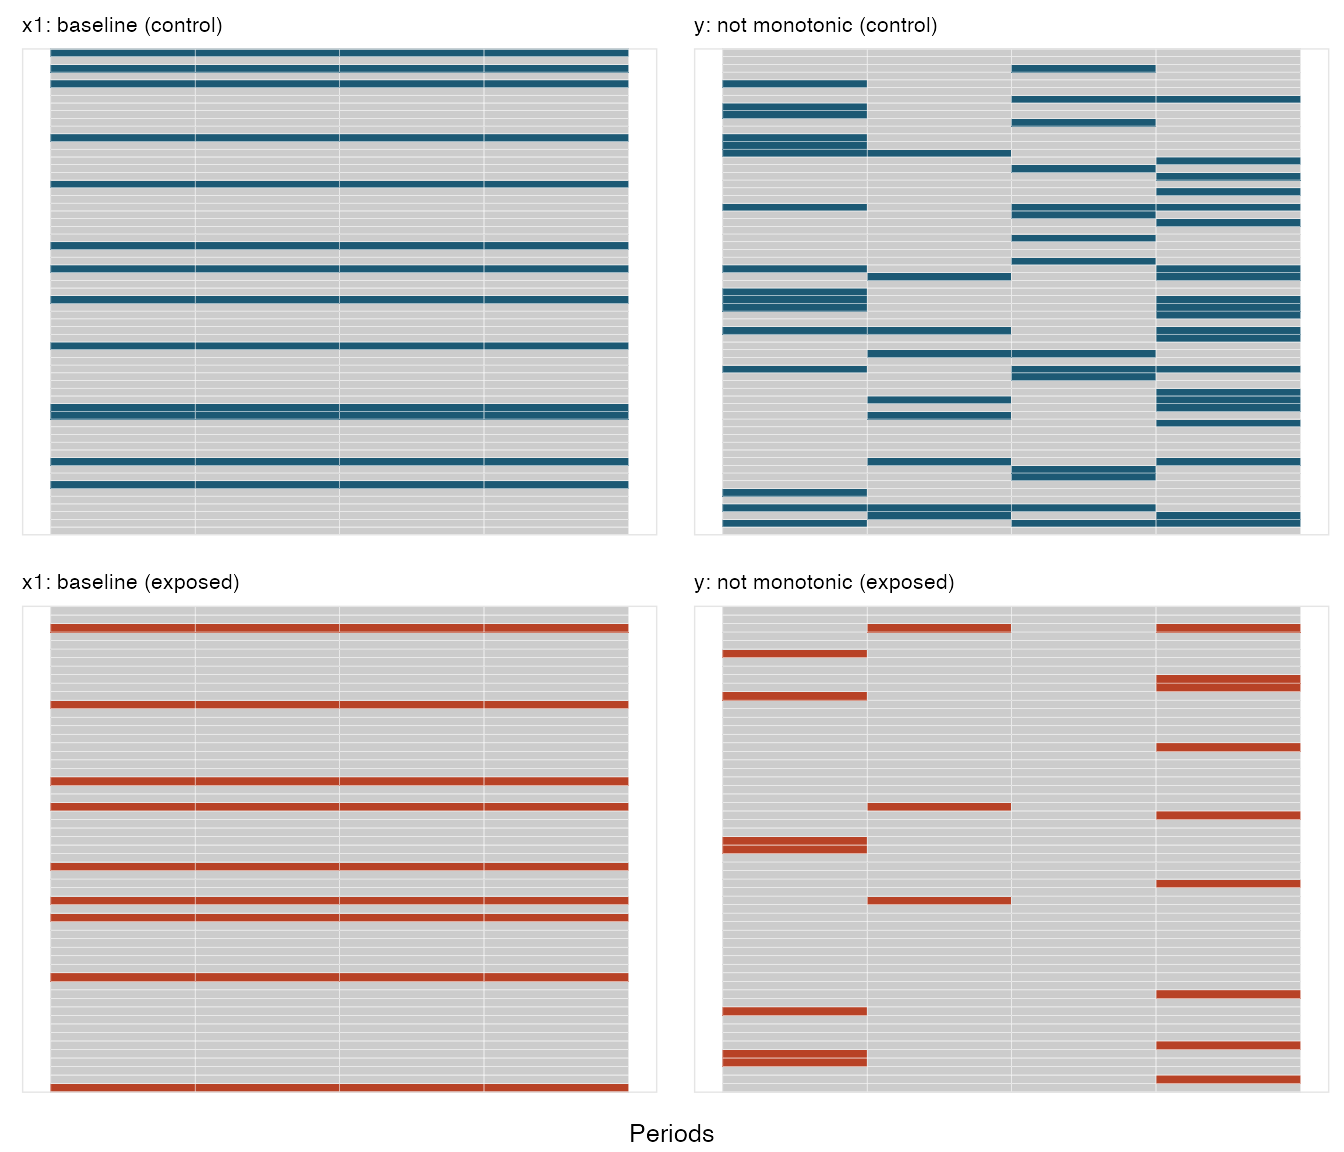 x1: baseline (control)
y: not monotonic (control)
x1: baseline (exposed)
y: not monotonic (exposed)
Periods